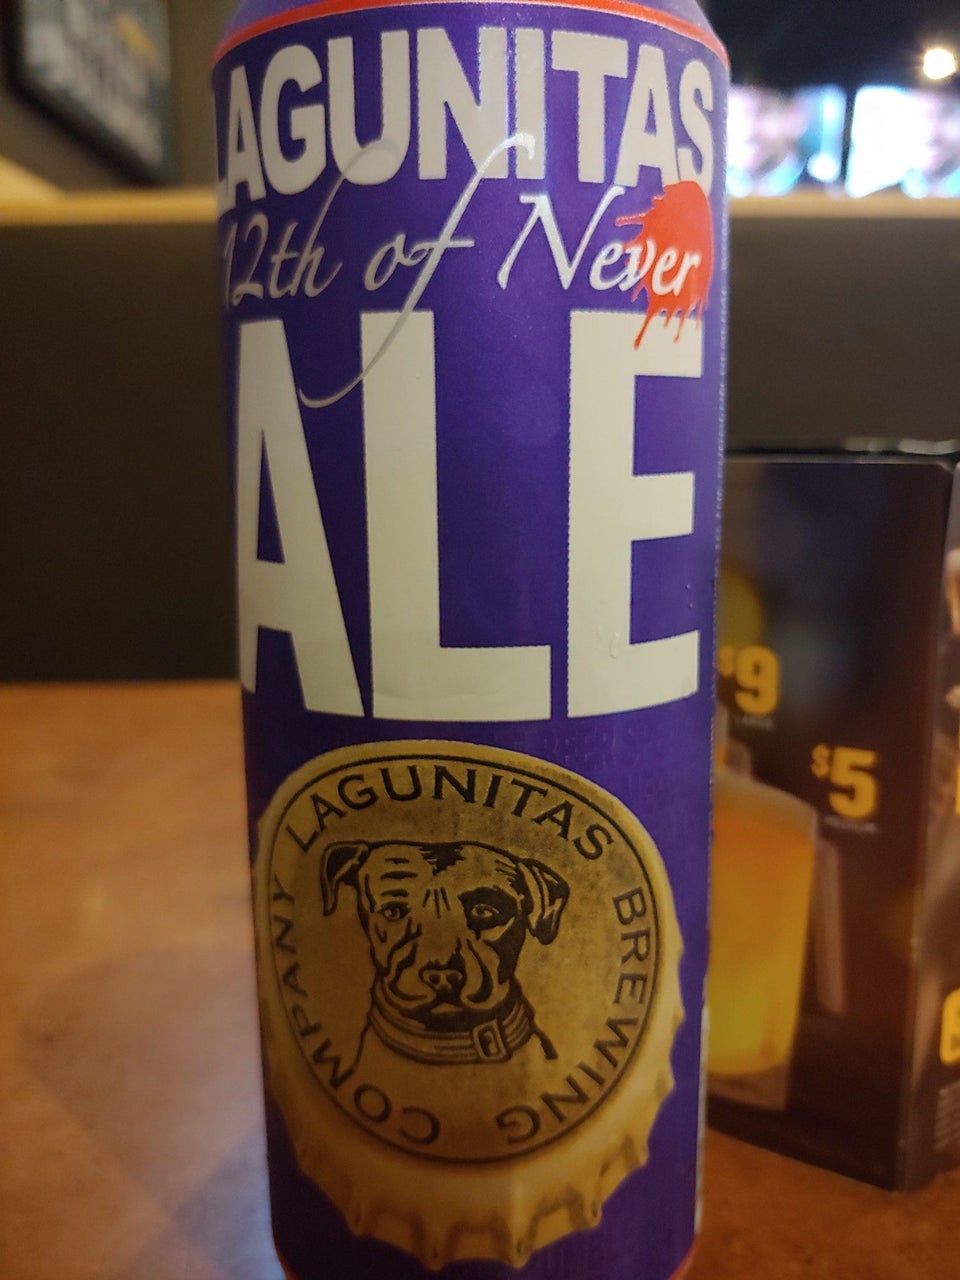 LAGUNITAS
12th of Never
ALE
LAGUNITAS BREWING COMPANY
$9
$5